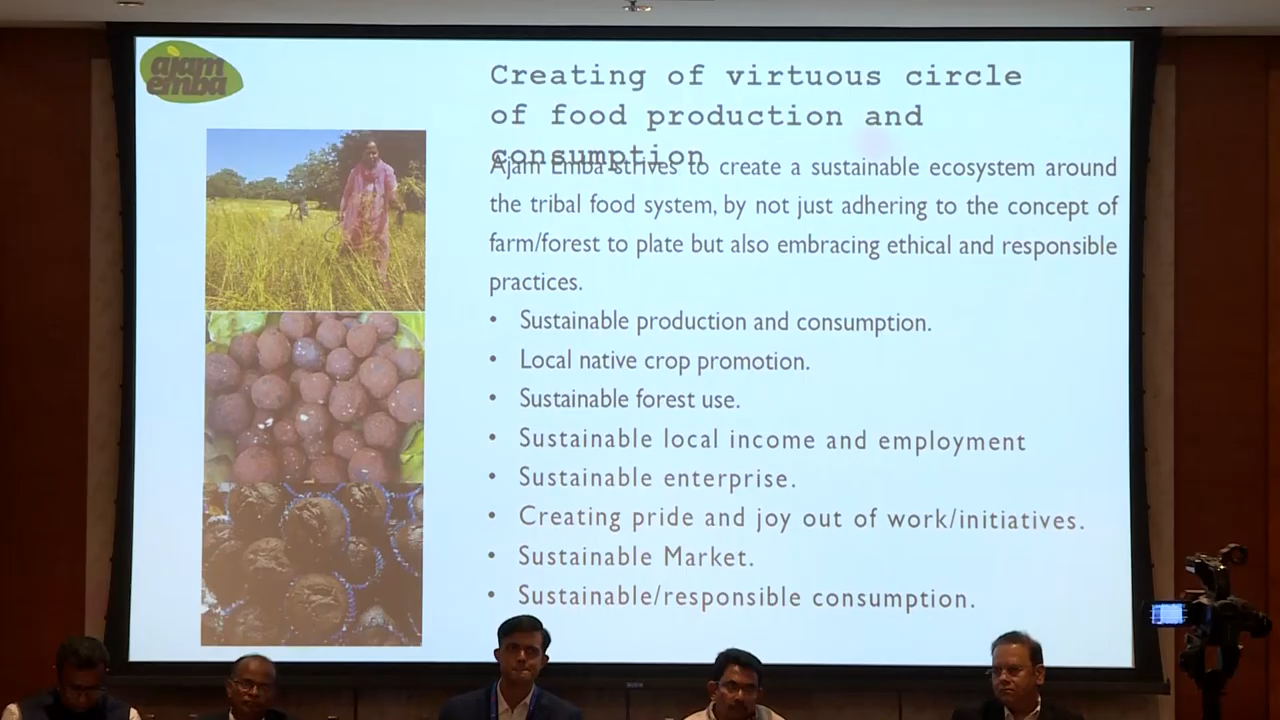 ajam
emba
Creating of virtuous circle
of food production and
consumption
Ajam Emba strives to create a sustainable ecosystem around
the tribal food system, by not just adhering to the concept of
farm/forest to plate but also embracing ethical and responsible
practices.
• Sustainable production and consumption.
• Local native crop promotion.
• Sustainable forest use.
• Sustainable local income and employment
• Sustainable enterprise.
• Creating pride and joy out of work/initiatives.
• Sustainable Market.
• Sustainable/responsible consumption.